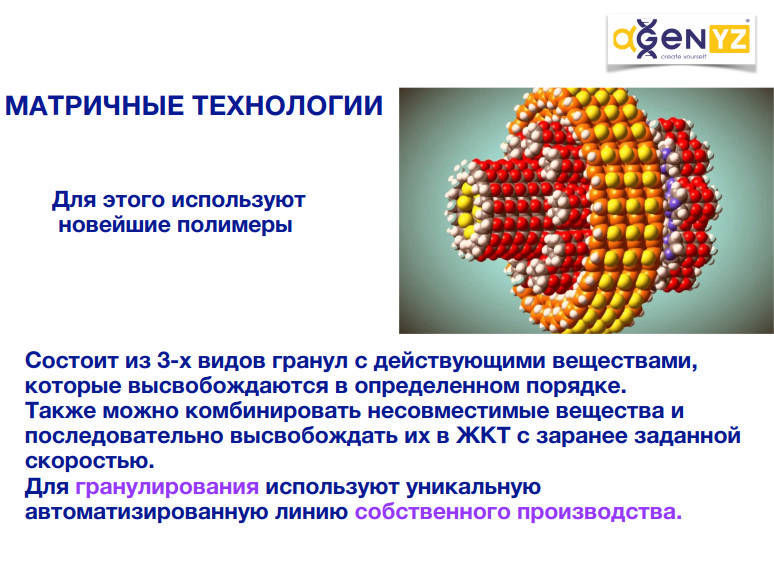 αGenYZ
create yourself
МАТРИЧНЫЕ ТЕХНОЛОГИИ
Для этого используют
новейшие полимеры
Состоит из 3-х видов гранул с действующими веществами,
которые высвобождаются в определенном порядке.
Также можно комбинировать несовместимые вещества и
последовательно высвобождать их в ЖКТ с заранее заданной
скоростью.
Для гранулирования используют уникальную
автоматизированную линию собственного производства.